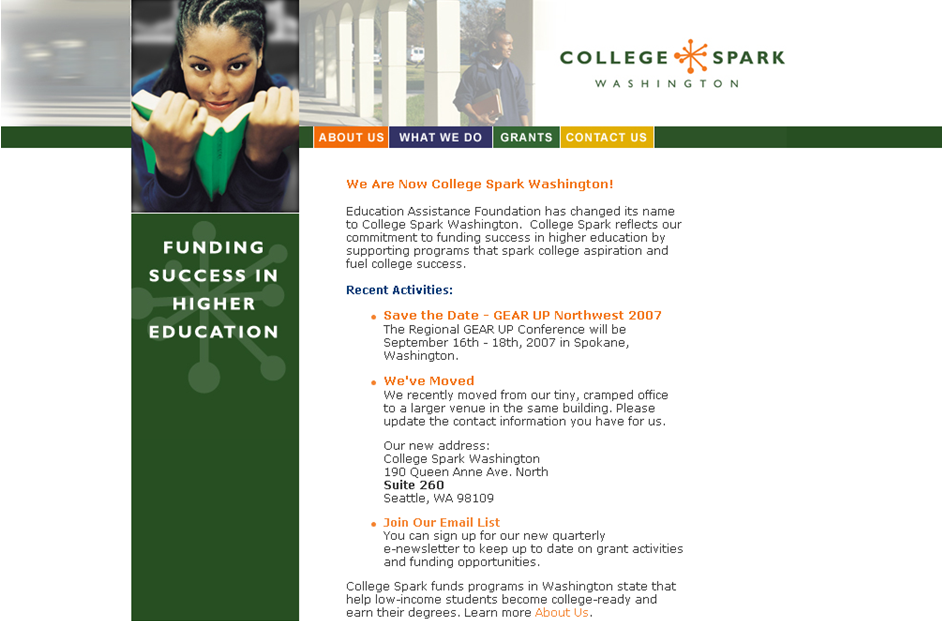 COLLEGE SPARK
WASHINGTON
ABOUT US WHAT WE DO GRANTS CONTACT US
FUNDING
SUCCESS IN
HIGHER
EDUCATION
We Are Now College Spark Washington!
Education Assistance Foundation has changed its name
to College Spark Washington.  College Spark reflects our
commitment to funding success in higher education by
supporting programs that spark college aspiration and
fuel college success.
Recent Activities:
• Save the Date - GEAR UP Northwest 2007
The Regional GEAR UP Conference will be
September 16th - 18th, 2007 in Spokane,
Washington.
• We've Moved
We recently moved from our tiny, cramped office
to a larger venue in the same building. Please
update the contact information you have for us.
Our new address:
College Spark Washington
190 Queen Anne Ave. North
Suite 260
Seattle, WA 98109
• Join Our Email List
You can sign up for our new quarterly
e-newsletter to keep up to date on grant activities
and funding opportunities.
College Spark funds programs in Washington state that
help low-income students become college-ready and
earn their degrees. Learn more About Us.